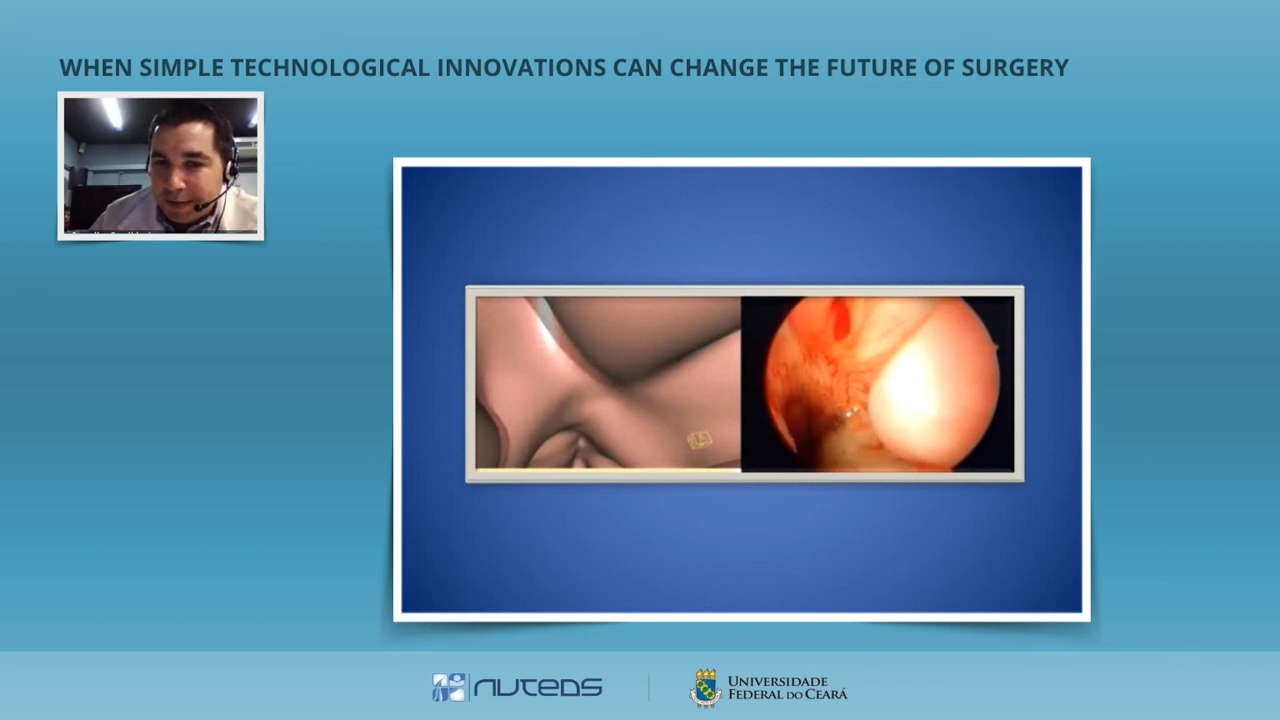 WHEN SIMPLE TECHNOLOGICAL INNOVATIONS CAN CHANGE THE FUTURE OF SURGERY
NUTEDS
UNIVERSIDADE
FEDERAL DO CEARÁ